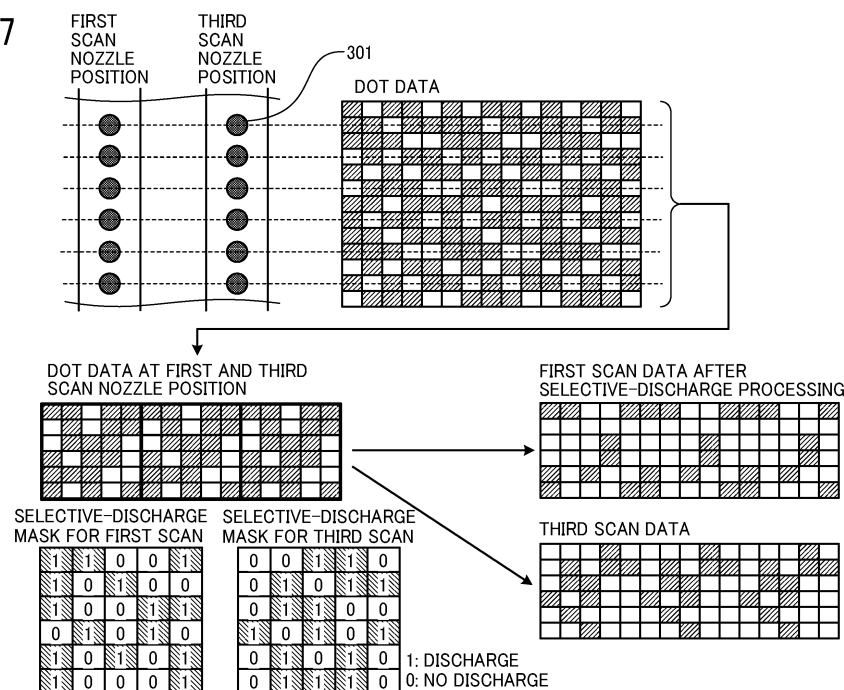 7
FIRST
SCAN
NOZZLE
POSITION
THIRD
SCAN
NOZZLE
POSITION
301
DOT DATA
DOT DATA AT FIRST AND THIRD
SCAN NOZZLE POSITION
FIRST SCAN DATA AFTER
SELECTIVE-DISCHARGE PROCESSING
THIRD SCAN DATA
SELECTIVE-DISCHARGE
MASK FOR FIRST SCAN
1 1 0 0 1
1 0 1 0 0
1 0 0 1 1
0 1 0 1 0
1 0 1 0 1
1 0 0 0 1
SELECTIVE-DISCHARGE
MASK FOR THIRD SCAN
0 0 1 1 0
0 1 0 1 1
0 1 1 0 0
1 0 1 0 1
0 1 0 1 0
0 1 1 1 0
1: DISCHARGE
0: NO DISCHARGE